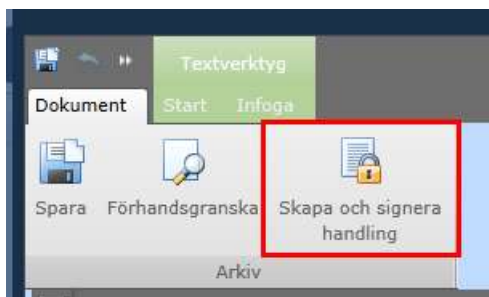 Textverktyg
Dokument Start Infoga
Spara Förhandsgranska Skapa och signera
handling
Arkiv